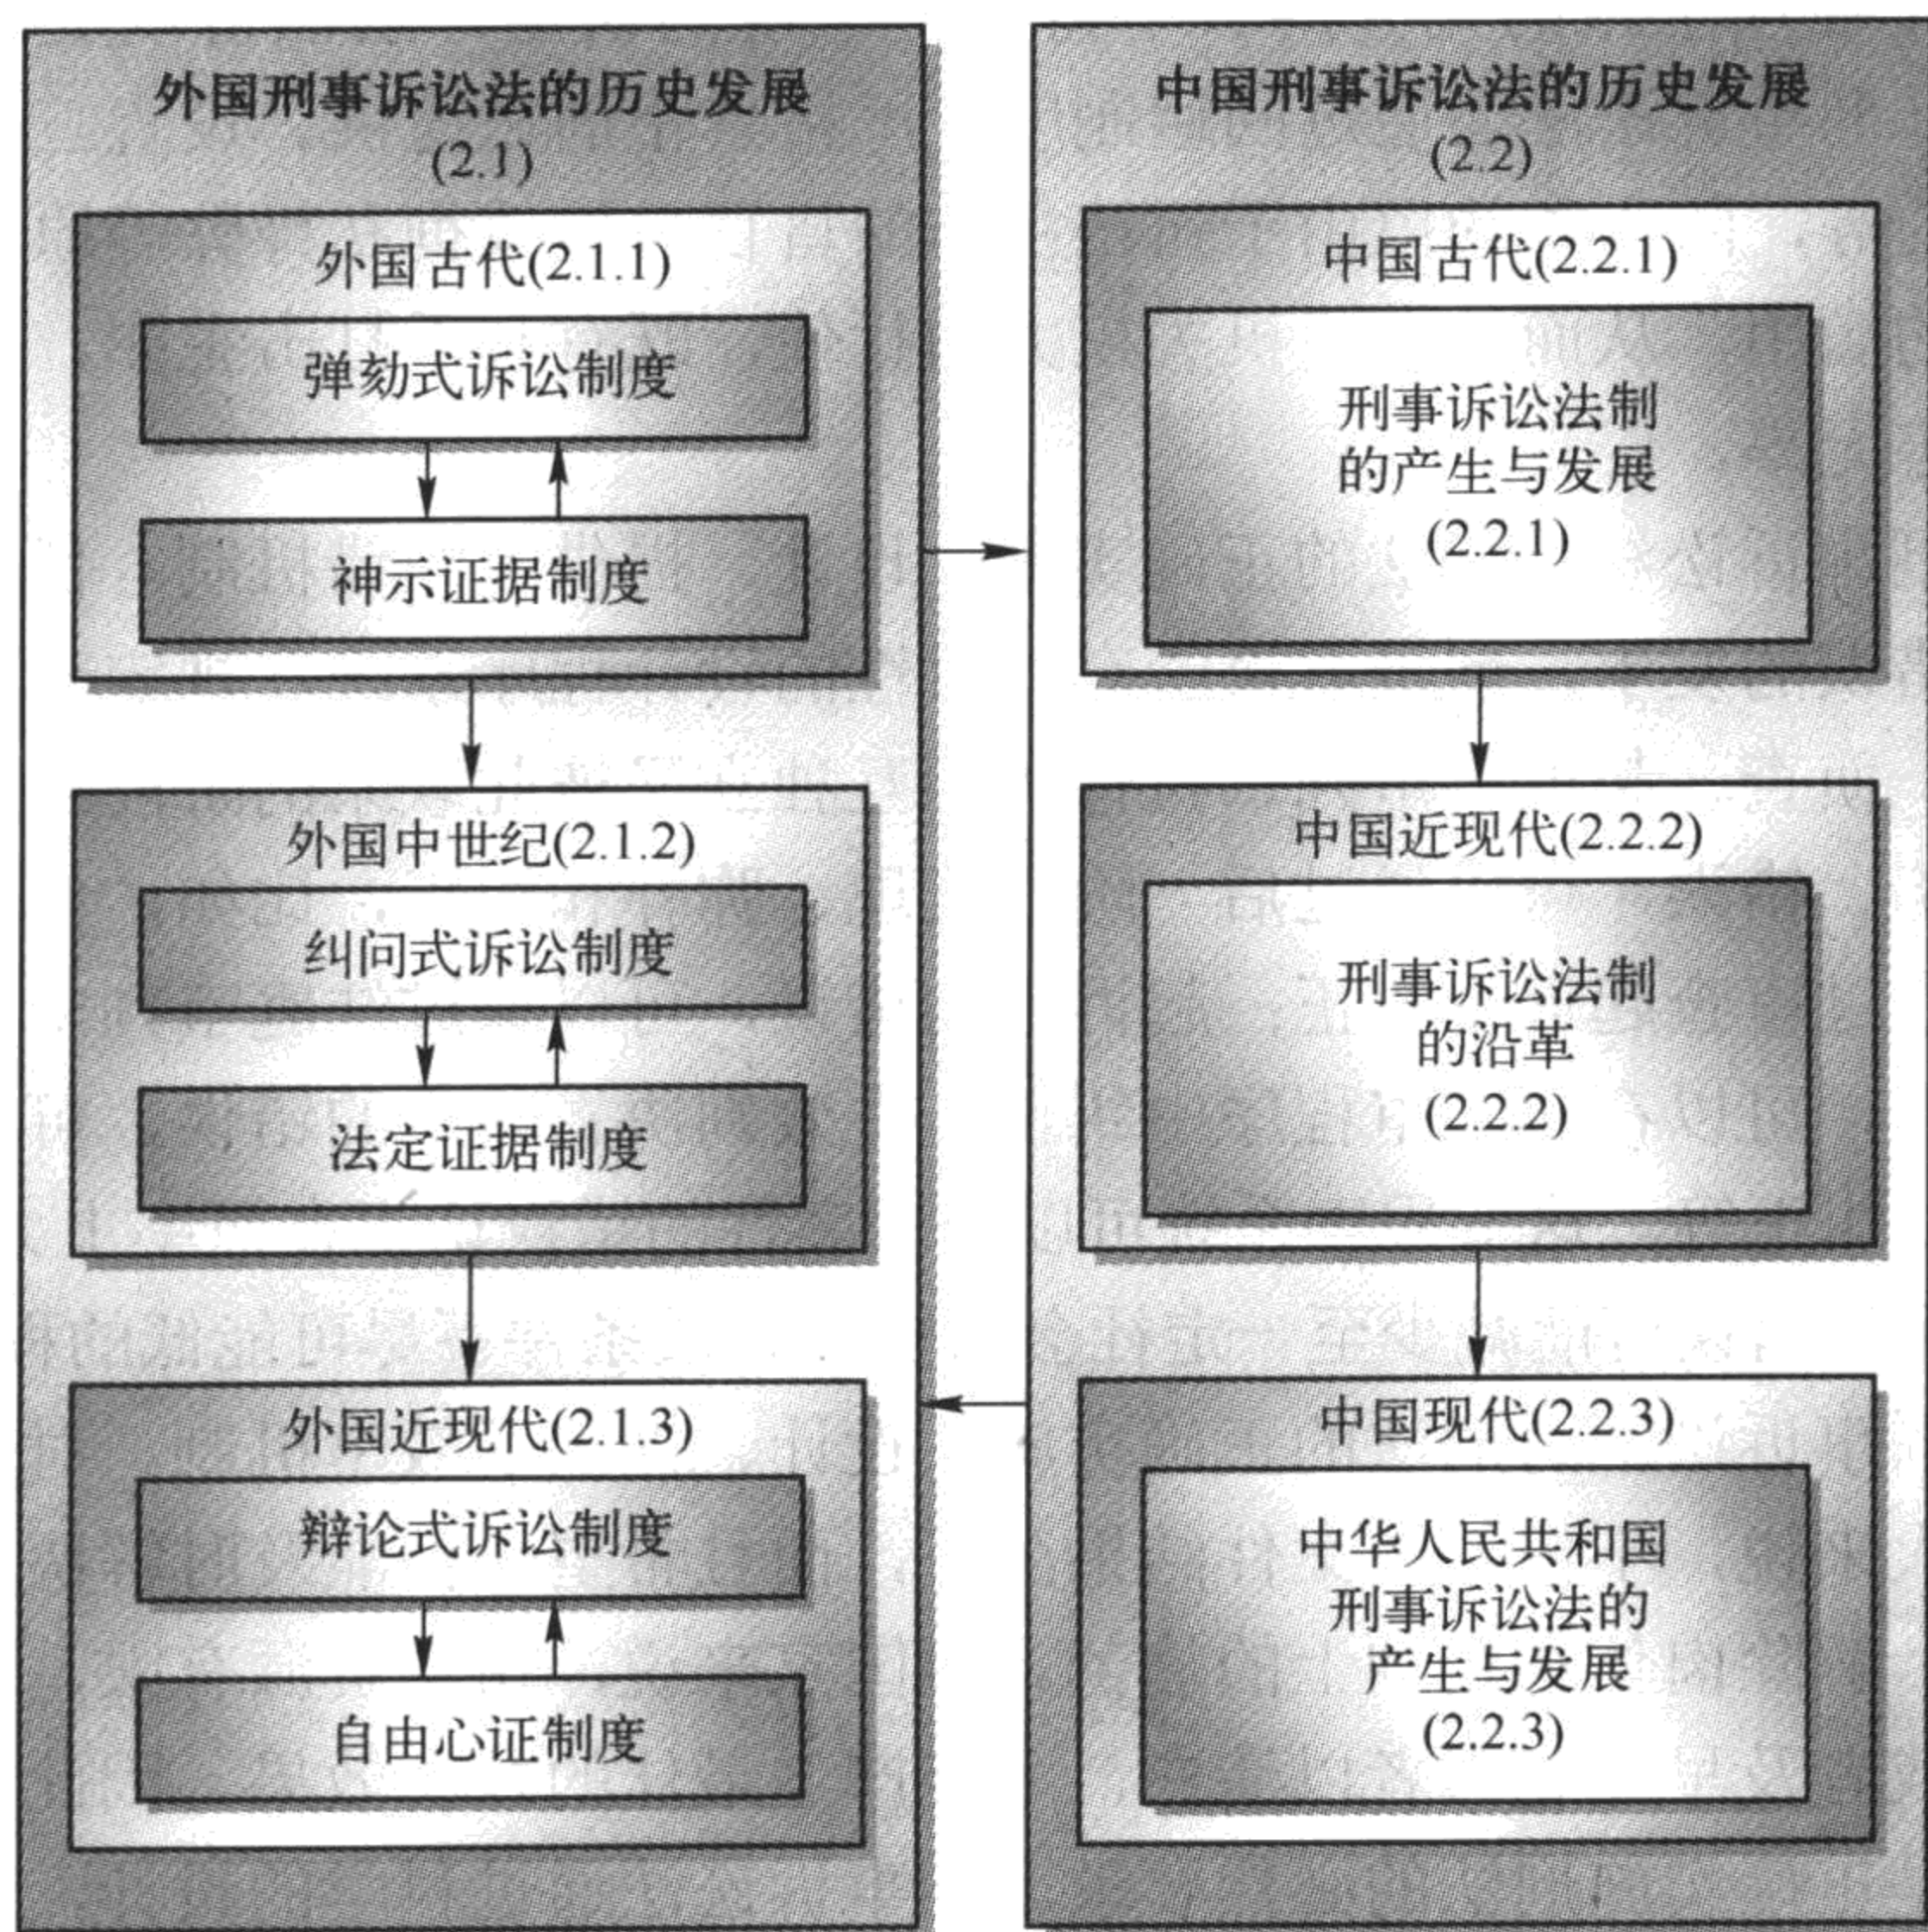 外国刑事诉讼法的历史发展
(2.1)
外国古代(2.1.1)
弹劾式诉讼制度
神示证据制度
外国中世纪(2.1.2)
纠问式诉讼制度
法定证据制度
外国近现代(2.1.3)
辩论式诉讼制度
自由心证制度
中国刑事诉讼法的历史发展
(2.2)
中国古代(2.2.1)
刑事诉讼法制
的产生与发展
(2.2.1)
中国近现代(2.2.2)
刑事诉讼法制
的沿革
(2.2.2)
中国现代(2.2.3)
中华人民共和国
刑事诉讼法的
产生与发展
(2.2.3)